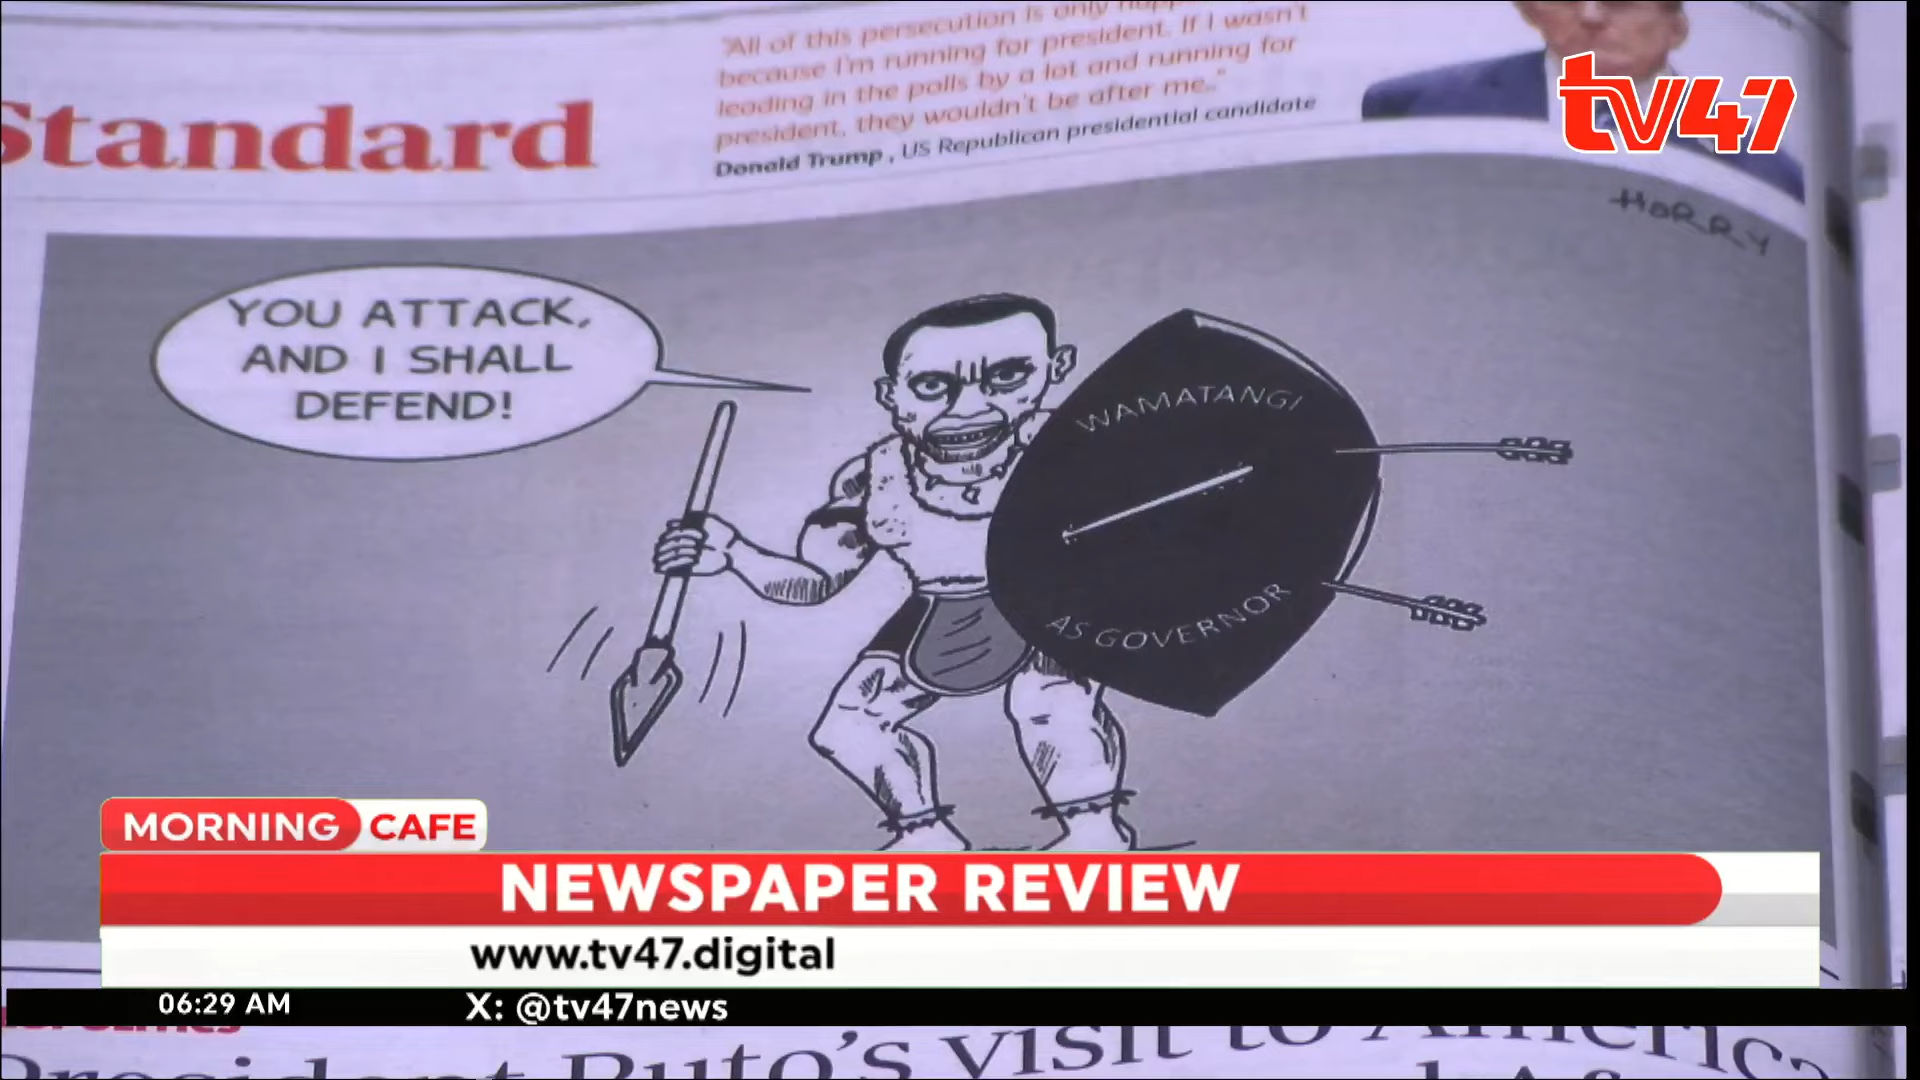 "All of this persecution is only
because I'm running for president. If I wasn't
leading in the polls by a lot and running for
president, they wouldn't be after me."
Donald Trump, US Republican presidential candidate
tv47
Standard
HORRY
YOU ATTACK,
AND I SHALL
DEFEND!
WAMATANGI
AS GOVERNOR
MORNING CAFE
NEWSPAPER REVIEW
www.tv47.digital
06:29 AM X: @tv47news
President Ruto's visit to America